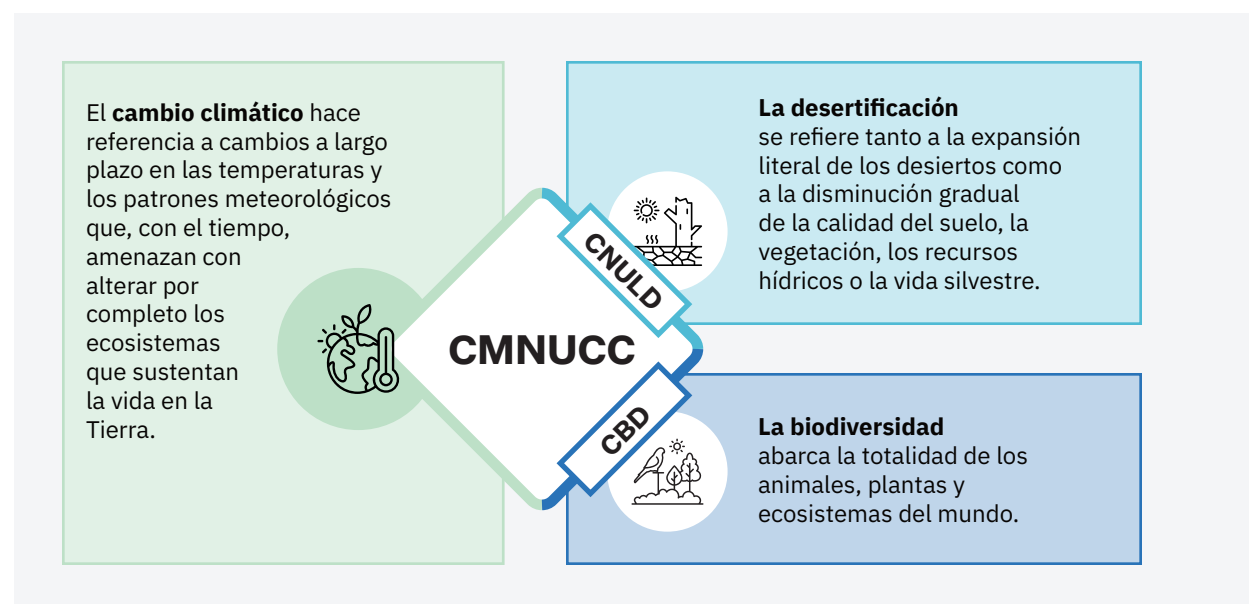 El cambio climático hace
referencia a cambios a largo
plazo en las temperaturas y
los patrones meteorológicos
que, con el tiempo,
amenazan con
alterar por
completo los
ecosistemas
que sustentan
la vida en la
Tierra.
CMNUCC
CNULD
La desertificación
se refiere tanto a la expansión
literal de los desiertos como
a la disminución gradual
de la calidad del suelo, la
vegetación, los recursos
hídricos o la vida silvestre.
CBD
La biodiversidad
abarca la totalidad de los
animales, plantas y
ecosistemas del mundo.